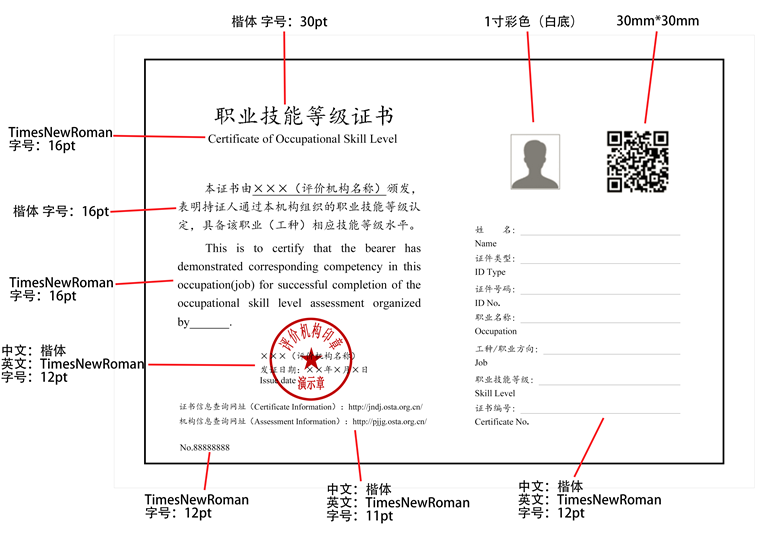 楷体 字号：30pt
1寸彩色（白底）
30mm*30mm
职业技能等级证书
TimesNewRoman
字号：16pt
Certificate of Occupational Skill Level
本证书由×××（评价机构名称）颁发，
楷体 字号：16pt
表明持证人通过本机构组织的职业技能等级认
定，具备该职业（工种）相应技能等级水平。
This is to certify that the bearer has
demonstrated corresponding competency in this
TimesNewRoman
字号：16pt
occupation(job) for successful completion of the
occupational skill level assessment organized
by______.
评价机构印章
演示章
中文：楷体
英文：TimesNewRoman
字号：12pt
×××（评价机构名称）
发证日期：××年×月×日
Issue date
证书信息查询网址（Certificate Information）：http://jndj.osta.org.cn/
机构信息查询网址（Assessment Information）：http://pjjg.osta.org.cn/
No.88888888
姓 名：
Name
证件类型：
ID Type
证件号码：
ID No.
职业名称：
Occupation
工种/职业方向：
Job
职业技能等级：
Skill Level
证书编号：
Certificate No.
TimesNewRoman
字号：12pt
中文：楷体
英文：TimesNewRoman
字号：11pt
中文：楷体
英文：TimesNewRoman
字号：12pt